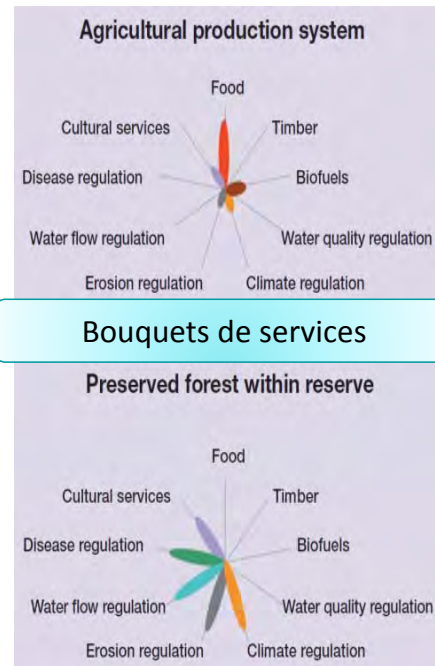 Agricultural production system
Food
Cultural services
Timber
Disease regulation
Biofuels
Water flow regulation
Water quality regulation
Erosion regulation
Climate regulation
Bouquets de services
Preserved forest within reserve
Food
Cultural services
Timber
Disease regulation
Biofuels
Water flow regulation
Water quality regulation
Erosion regulation
Climate regulation